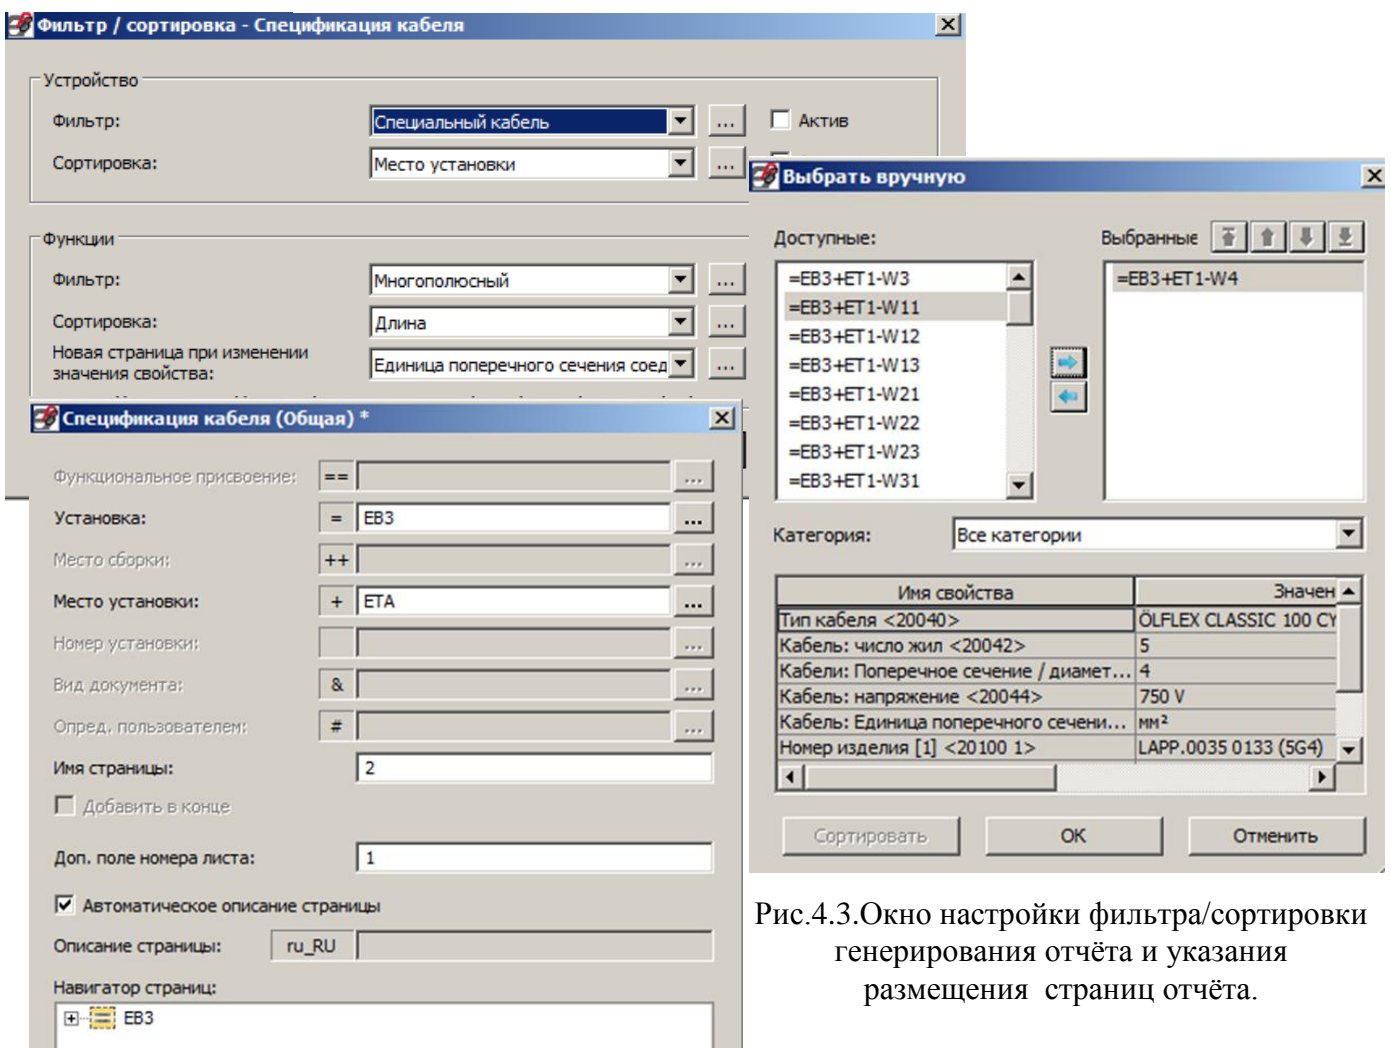 Фильтр / сортировка - Спецификация кабеля
Устройство
Фильтр: Специальный кабель ... Актив
Сортировка: Место установки ...
Функции
Фильтр: Многополюсный ...
Сортировка: Длина ...
Новая страница при изменении
значения свойства: Единица поперечного сечения соед ...
Спецификация кабеля (Общая) *
Функциональное присвоение: == ...
Установка: = EB3 ...
Место сборки: ++ ...
Место установки: + ETA ...
Номер установки: ...
Вид документа: & ...
Опред. пользователем: # ...
Имя страницы: 2
Добавить в конце
Доп. поле номера листа: 1
Автоматическое описание страницы
Описание страницы: ru_RU
Навигатор страниц:
EB3
Выбрать вручную
Доступные: Выбранные
=EB3+ET1-W3
=EB3+ET1-W11
=EB3+ET1-W12
=EB3+ET1-W13
=EB3+ET1-W21
=EB3+ET1-W22
=EB3+ET1-W23
=EB3+ET1-W31
=EB3+ET1-W4
Категория: Все категории
Имя свойства Значен
Тип кабеля <20040> ÖLFLEX CLASSIC 100 CY
Кабель: число жил <20042> 5
Кабели: Поперечное сечение / диамет... 4
Кабель: напряжение <20044> 750 V
Кабель: Единица поперечного сечени... мм²
Номер изделия [1] <20100 1> LAPP.0035 0133 (5G4)
Сортировать OK Отменить
Рис.4.3.Окно настройки фильтра/сортировки
генерирования отчёта и указания
размещения страниц отчёта.